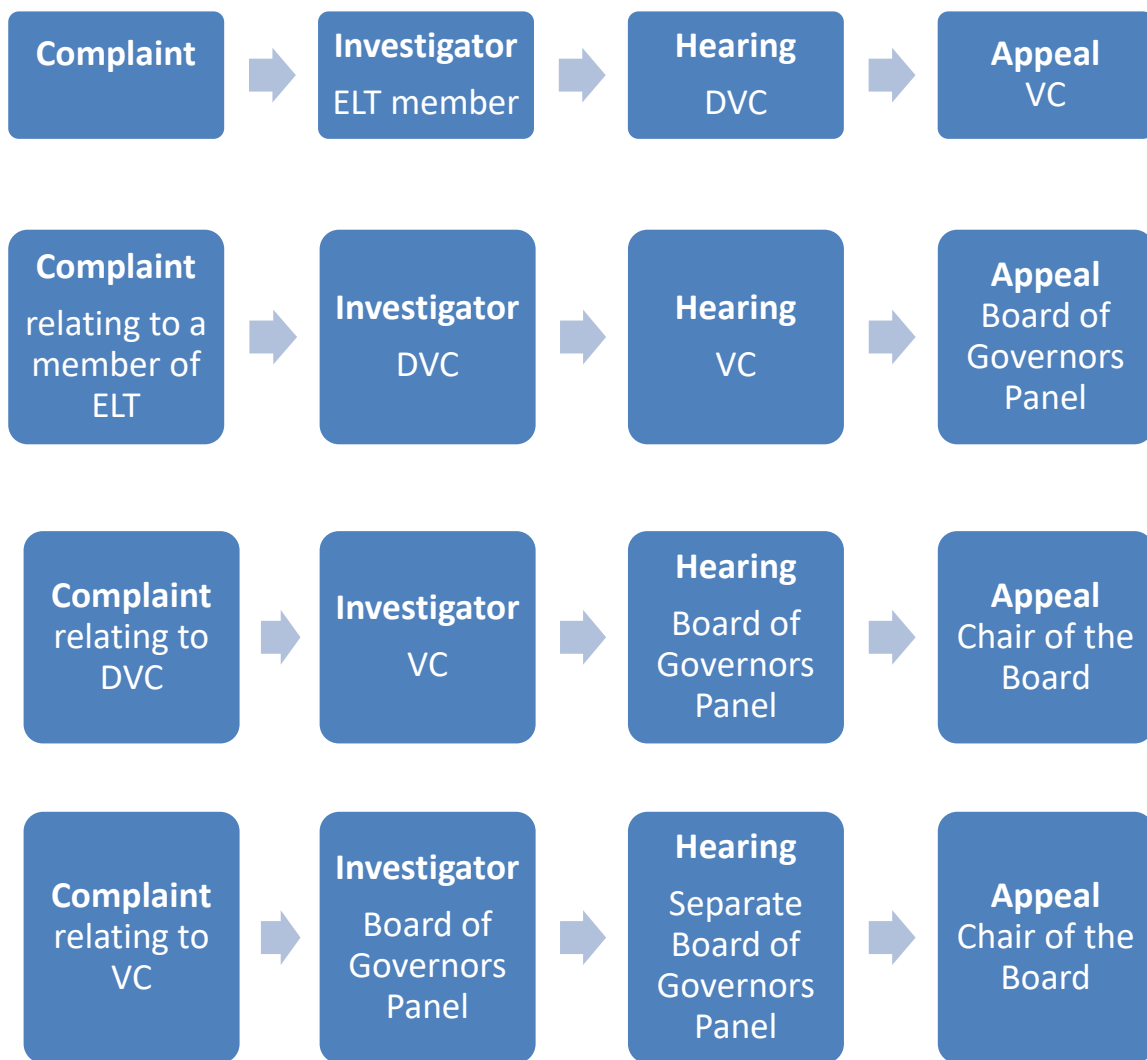 Complaint
Investigator
ELT member
Hearing
DVC
Appeal
VC
Complaint
relating to a
member of
ELT
Investigator
DVC
Hearing
VC
Appeal
Board of
Governors
Panel
Complaint
relating to
DVC
Investigator
VC
Hearing
Board of
Governors
Panel
Appeal
Chair of the
Board
Complaint
relating to
VC
Investigator
Board of
Governors
Panel
Hearing
Separate
Board of
Governors
Panel
Appeal
Chair of the
Board